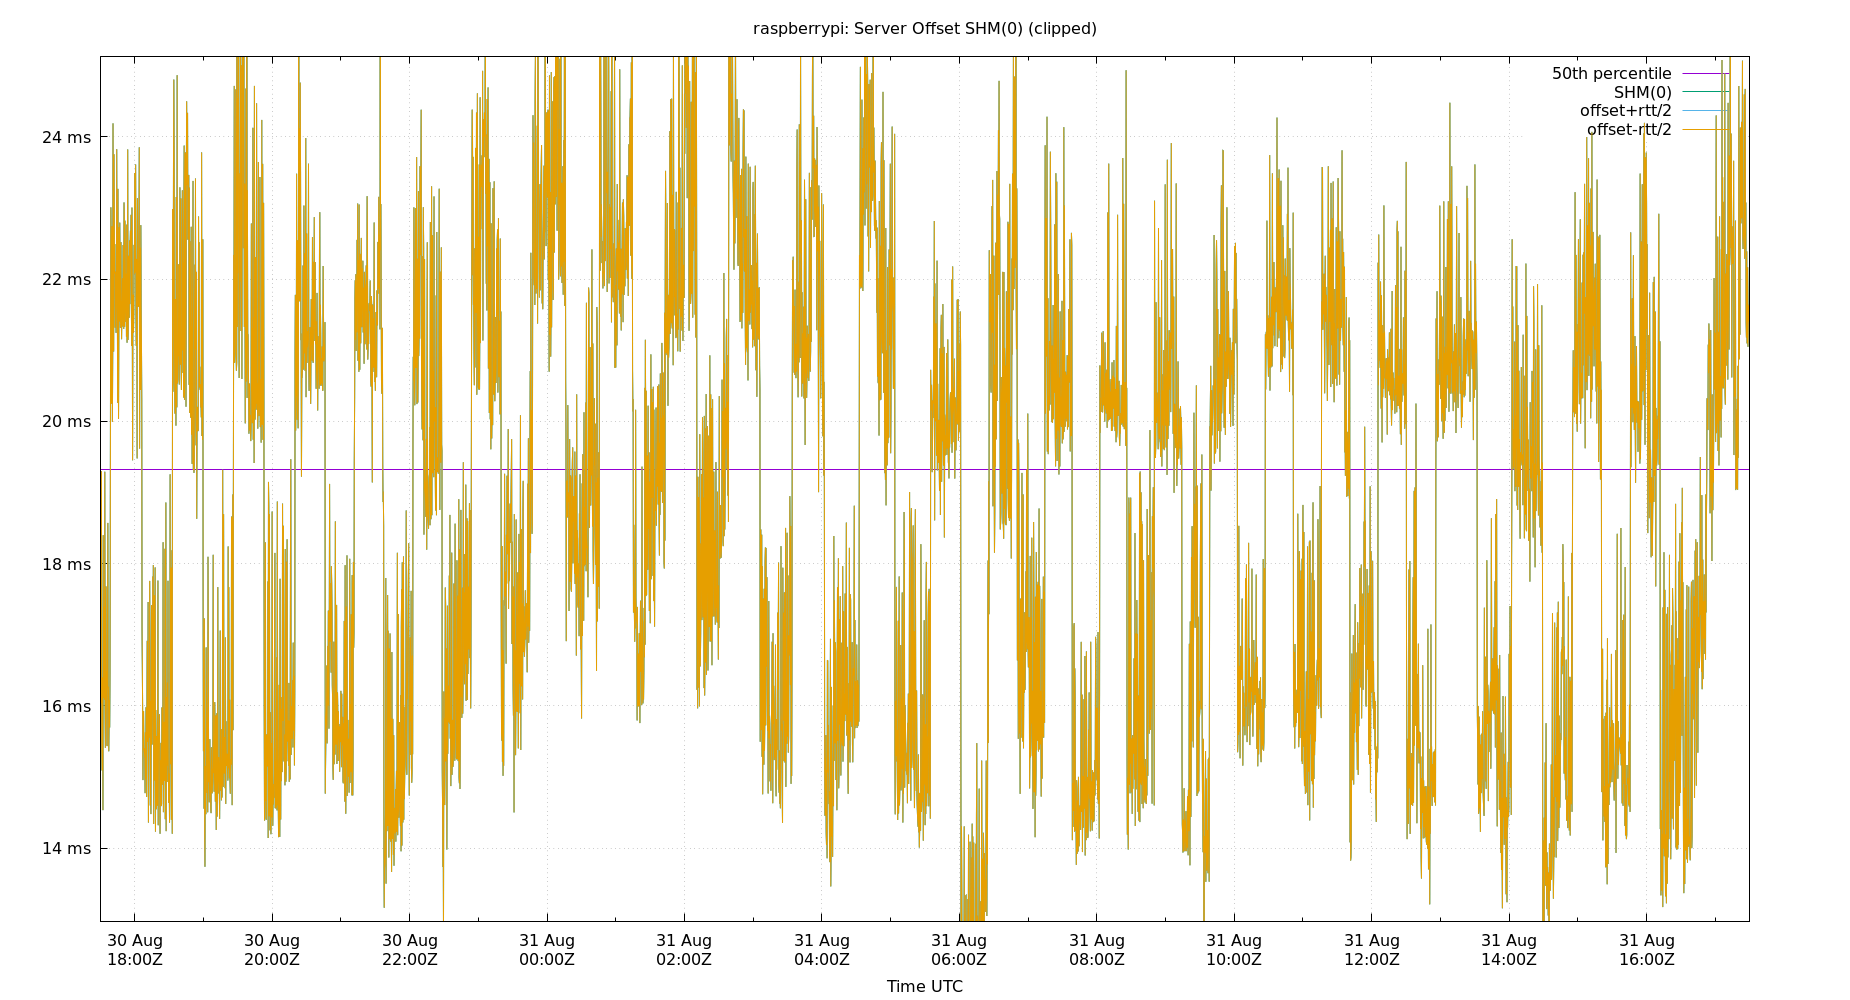 raspberrypi: Server Offset SHM(0) (clipped)
50th percentile
SHM(0)
offset+rtt/2
offset-rtt/2
24 ms
22 ms
20 ms
18 ms
16 ms
14 ms
30 Aug 30 Aug 30 Aug 31 Aug 31 Aug 31 Aug 31 Aug 31 Aug 31 Aug 31 Aug 31 Aug 31 Aug
18:00Z 20:00Z 22:00Z 00:00Z 02:00Z 04:00Z 06:00Z 08:00Z 10:00Z 12:00Z 14:00Z 16:00Z
Time UTC